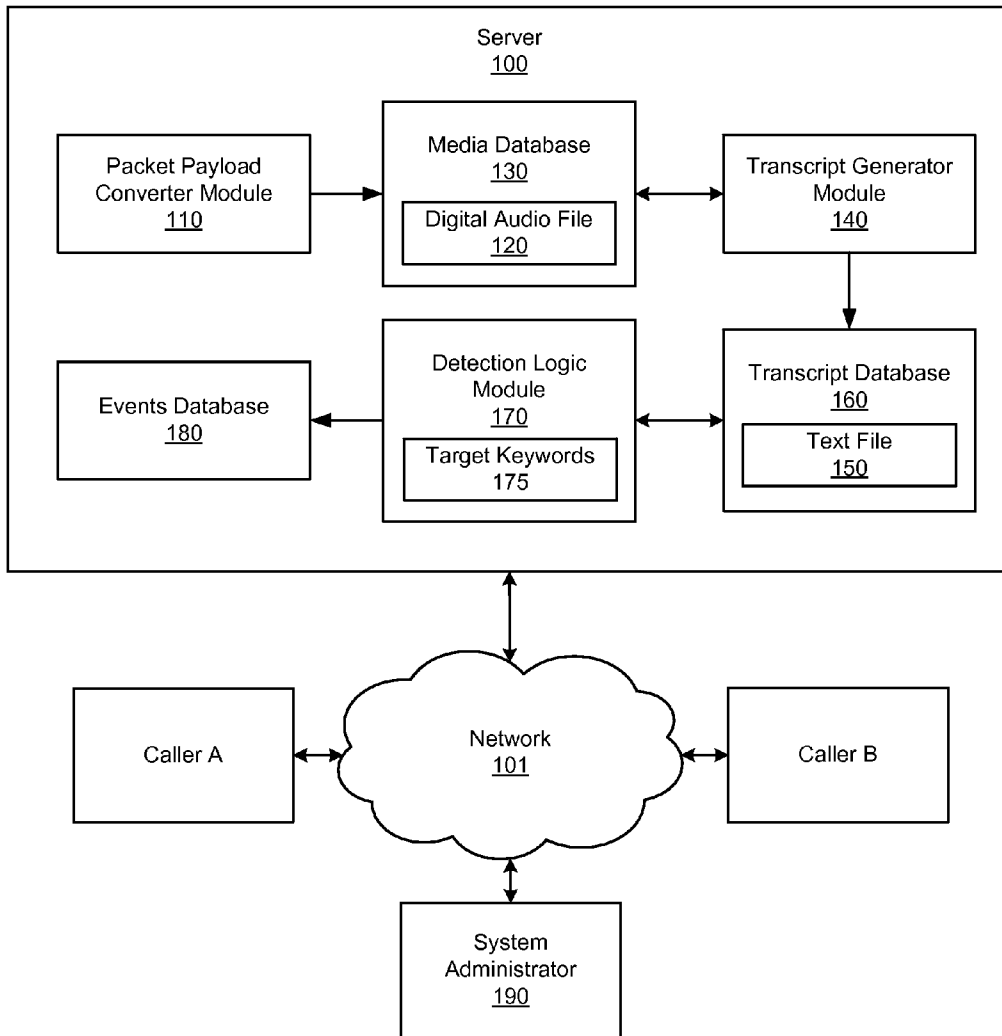 Server
100
Packet Payload
Converter Module
110
Media Database
130
Digital Audio File
120
Transcript Generator
Module
140
Events Database
180
Detection Logic
Module
170
Target Keywords
175
Transcript Database
160
Text File
150
Caller A
Network
101
Caller B
System
Administrator
190